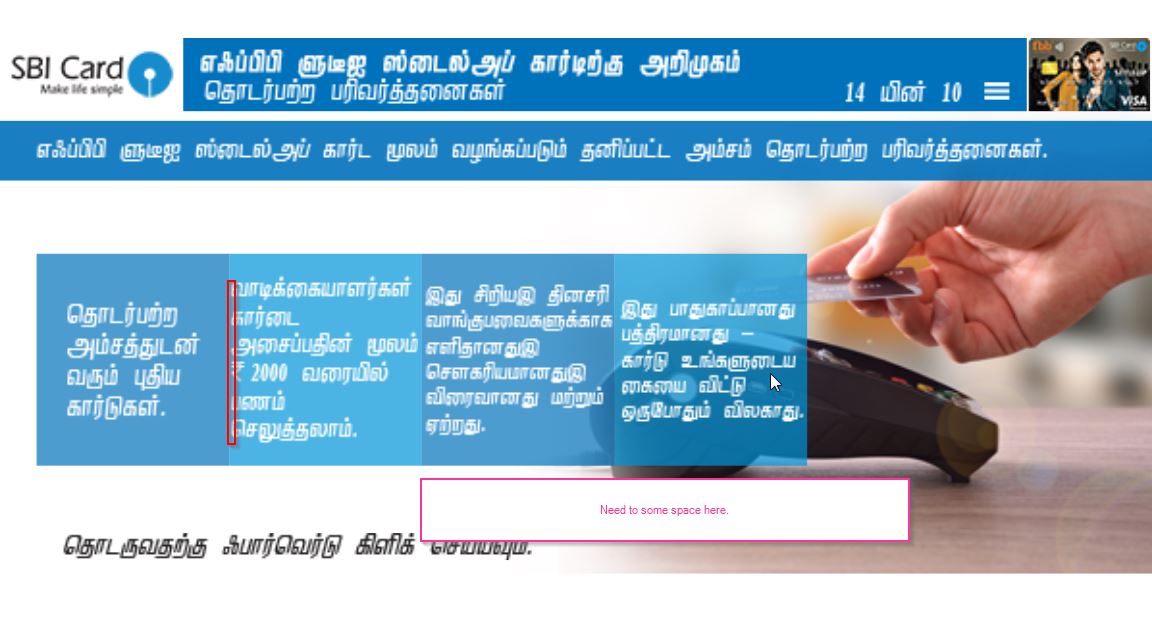 SBI Card
Make life simple
எஃப்பிபி ளுடீஐ ஸ்டைல்அப் கார்டிற்கு அறிமுகம்
தொடர்பற்ற பரிவர்த்தனைகள்
14 யின் 10
fbb
SBI Card
VISA
எஃப்பிபி ளுடீஐ ஸ்டைல்அப் கார்ட மூலம் வழங்கப்படும் தனிப்பட்ட அம்சம் தொடர்பற்ற பரிவர்த்தனைகள்.
தொடர்பற்ற
அம்சத்துடன்
வரும் புதிய
கார்டுகள்.
வாடிக்கையாளர்கள்
கார்டை
அசைப்பதின் மூலம்
₹ 2000 வரையில்
பணம்
செலுத்தலாம்.
இது சிறியஇ தினசரி
வாங்குபவைகளுக்காக
எளிதானதுஇ
சௌகரியமானதுஇ
விரைவானது மற்றும்
ஏற்றது.
இது பாதுகாப்பானது
பத்திரமானது –
கார்டு உங்களுடைய
கையை விட்டு
ஒருபோதும் விலகாது.
Need to some space here.
தொடருவதற்கு ஃபார்வெர்டு கிளிக் செய்யவும்.